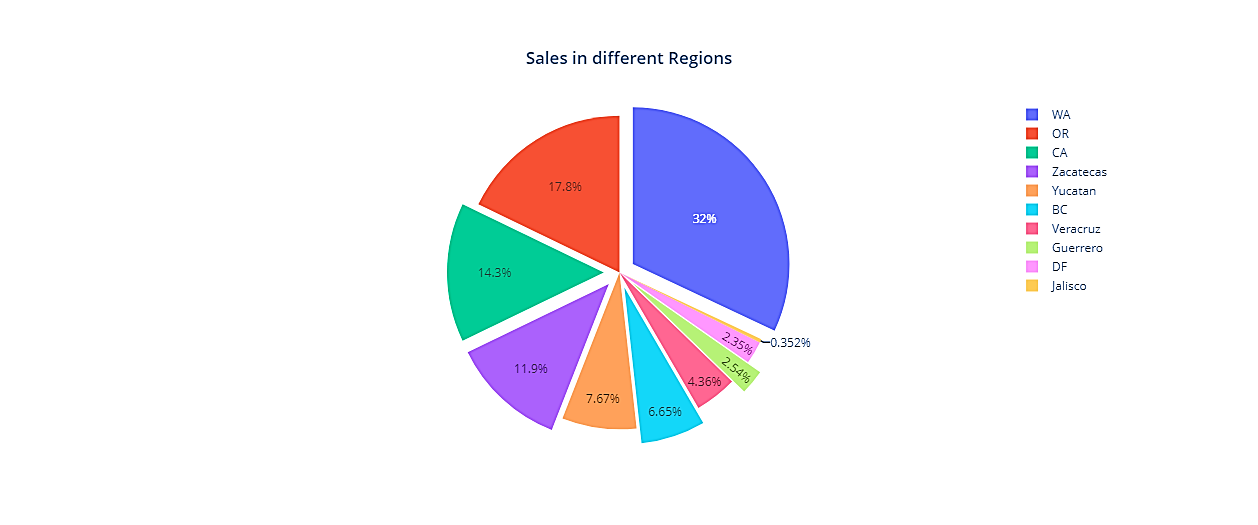 Sales in different Regions
32%
17.8%
14.3%
11.9%
7.67%
6.65%
4.36%
2.54%
2.35%
0.352%
WA
OR
CA
Zacatecas
Yucatan
BC
Veracruz
Guerrero
DF
Jalisco